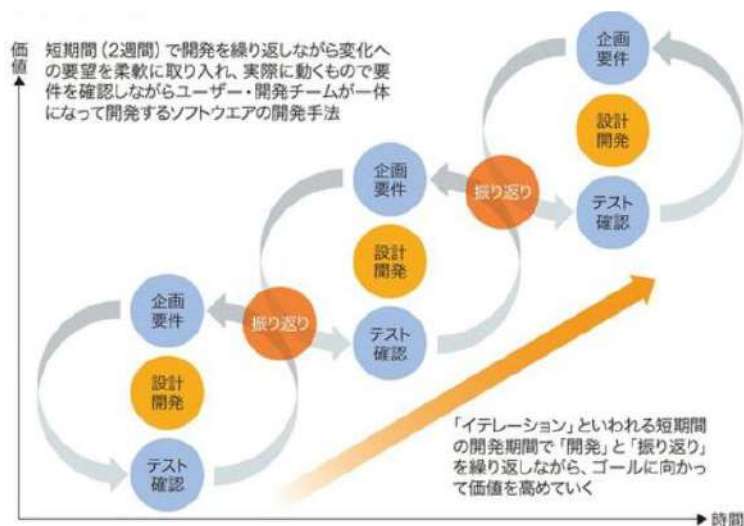 価値
短期間(2週間)で開発を繰り返しながら変化へ
の要望を柔軟に取り入れ、実際に動くもので要
件を確認しながらユーザー・開発チームが一体
になって開発するソフトウエアの開発手法
企画
要件
設計
開発
テスト
確認
振り返り
企画
要件
設計
開発
テスト
確認
振り返り
企画
要件
設計
開発
テスト
確認
「イテレーション」といわれる短期間
の開発期間で「開発」と「振り返り」
を繰り返しながら、ゴールに向かっ
て価値を高めていく
時間